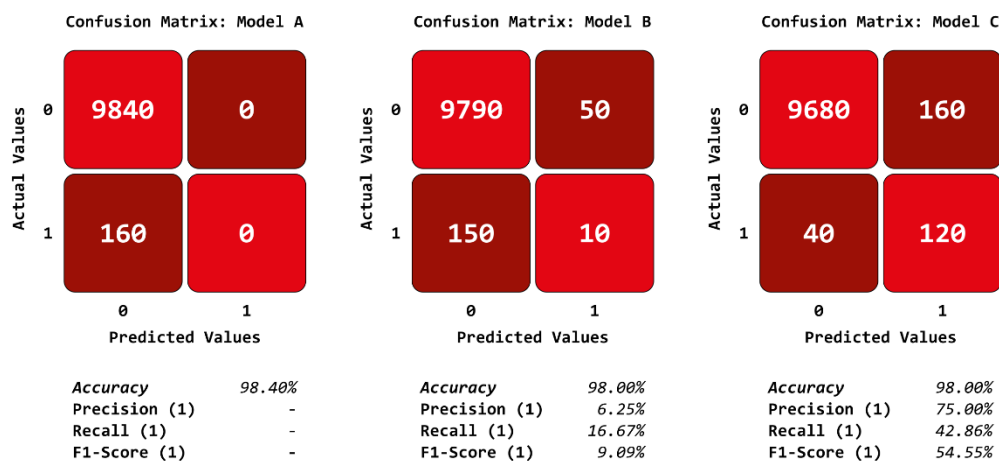 Confusion Matrix: Model A
Confusion Matrix: Model B
Confusion Matrix: Model C
Actual Values
0
9840
0
1
160
0
0
1
Predicted Values
Actual Values
0
9790
50
1
150
10
0
1
Predicted Values
Actual Values
0
9680
160
1
40
120
0
1
Predicted Values
Accuracy 98.40%
Precision (1) -
Recall (1) -
F1-Score (1) -
Accuracy 98.00%
Precision (1) 6.25%
Recall (1) 16.67%
F1-Score (1) 9.09%
Accuracy 98.00%
Precision (1) 75.00%
Recall (1) 42.86%
F1-Score (1) 54.55%